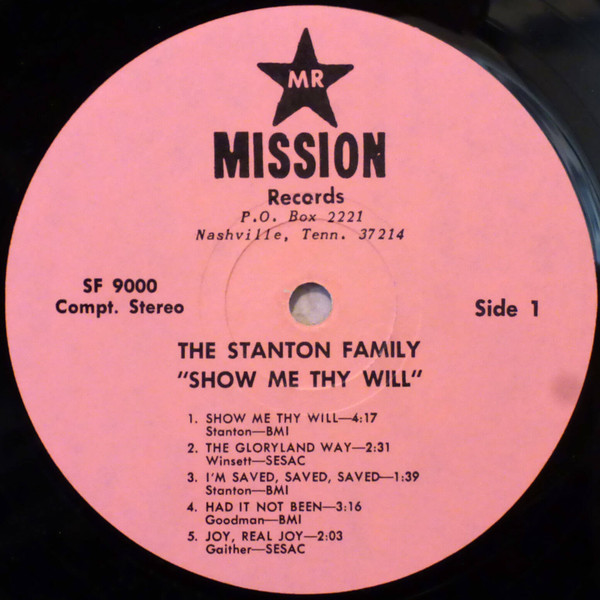 MR
MISSION
Records
P.O. Box 2221
Nashville, Tenn. 37214
SF 9000
Compt. Stereo
Side 1
THE STANTON FAMILY
"SHOW ME THY WILL"
1. SHOW ME THY WILL—4:17
Stanton—BMI
2. THE GLORYLAND WAY—2:31
Winsett—SESAC
3. I'M SAVED, SAVED, SAVED—1:39
Stanton—BMI
4. HAD IT NOT BEEN—3:16
Goodman—BMI
5. JOY, REAL JOY—2:03
Gaither—SESAC